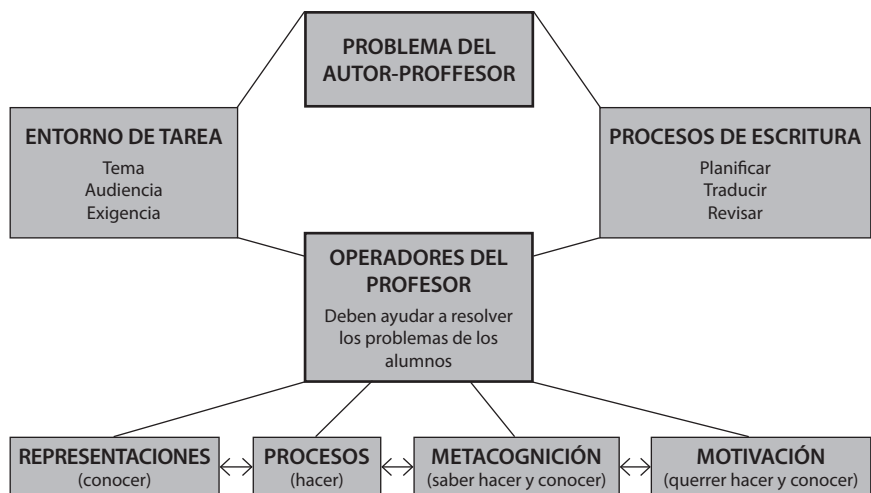 PROBLEMA DEL
AUTOR-PROFFESOR
ENTORNO DE TAREA
Tema
Audiencia
Exigencia
PROCESOS DE ESCRITURA
Planificar
Traducir
Revisar
OPERADORES DEL
PROFESOR
Deben ayudar a resolver
los problemas de los
alumnos
REPRESENTACIONES
(conocer)
PROCESOS
(hacer)
METACOGNICIÓN
(saber hacer y conocer)
MOTIVACIÓN
(querrer hacer y conocer)